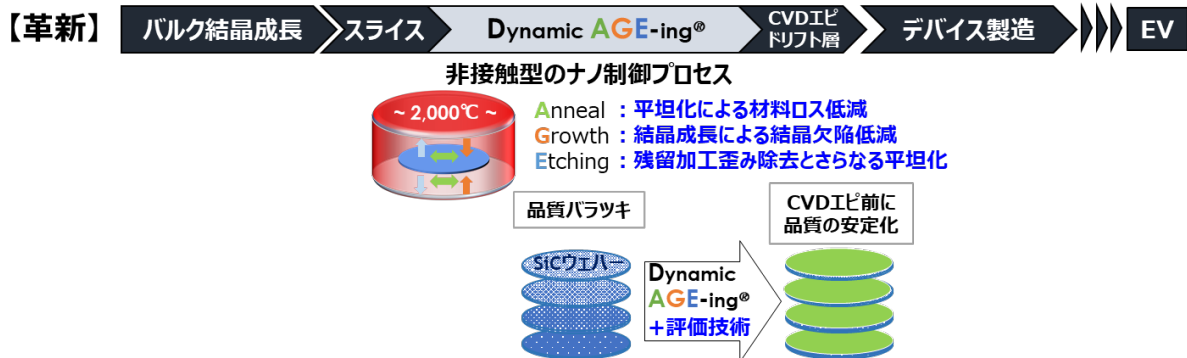 【革新】 バルク結晶成長 スライス Dynamic AGE-ing® CVDエピ ドリフト層 デバイス製造 EV
非接触型のナノ制御プロセス
~ 2,000℃ ~
Anneal : 平坦化による材料ロス低減
Growth : 結晶成長による結晶欠陥低減
Etching : 残留加工歪み除去とさらなる平坦化
品質バラツキ
CVDエピ前に
品質の安定化
SiCウェハー
Dynamic
AGE-ing®
+評価技術